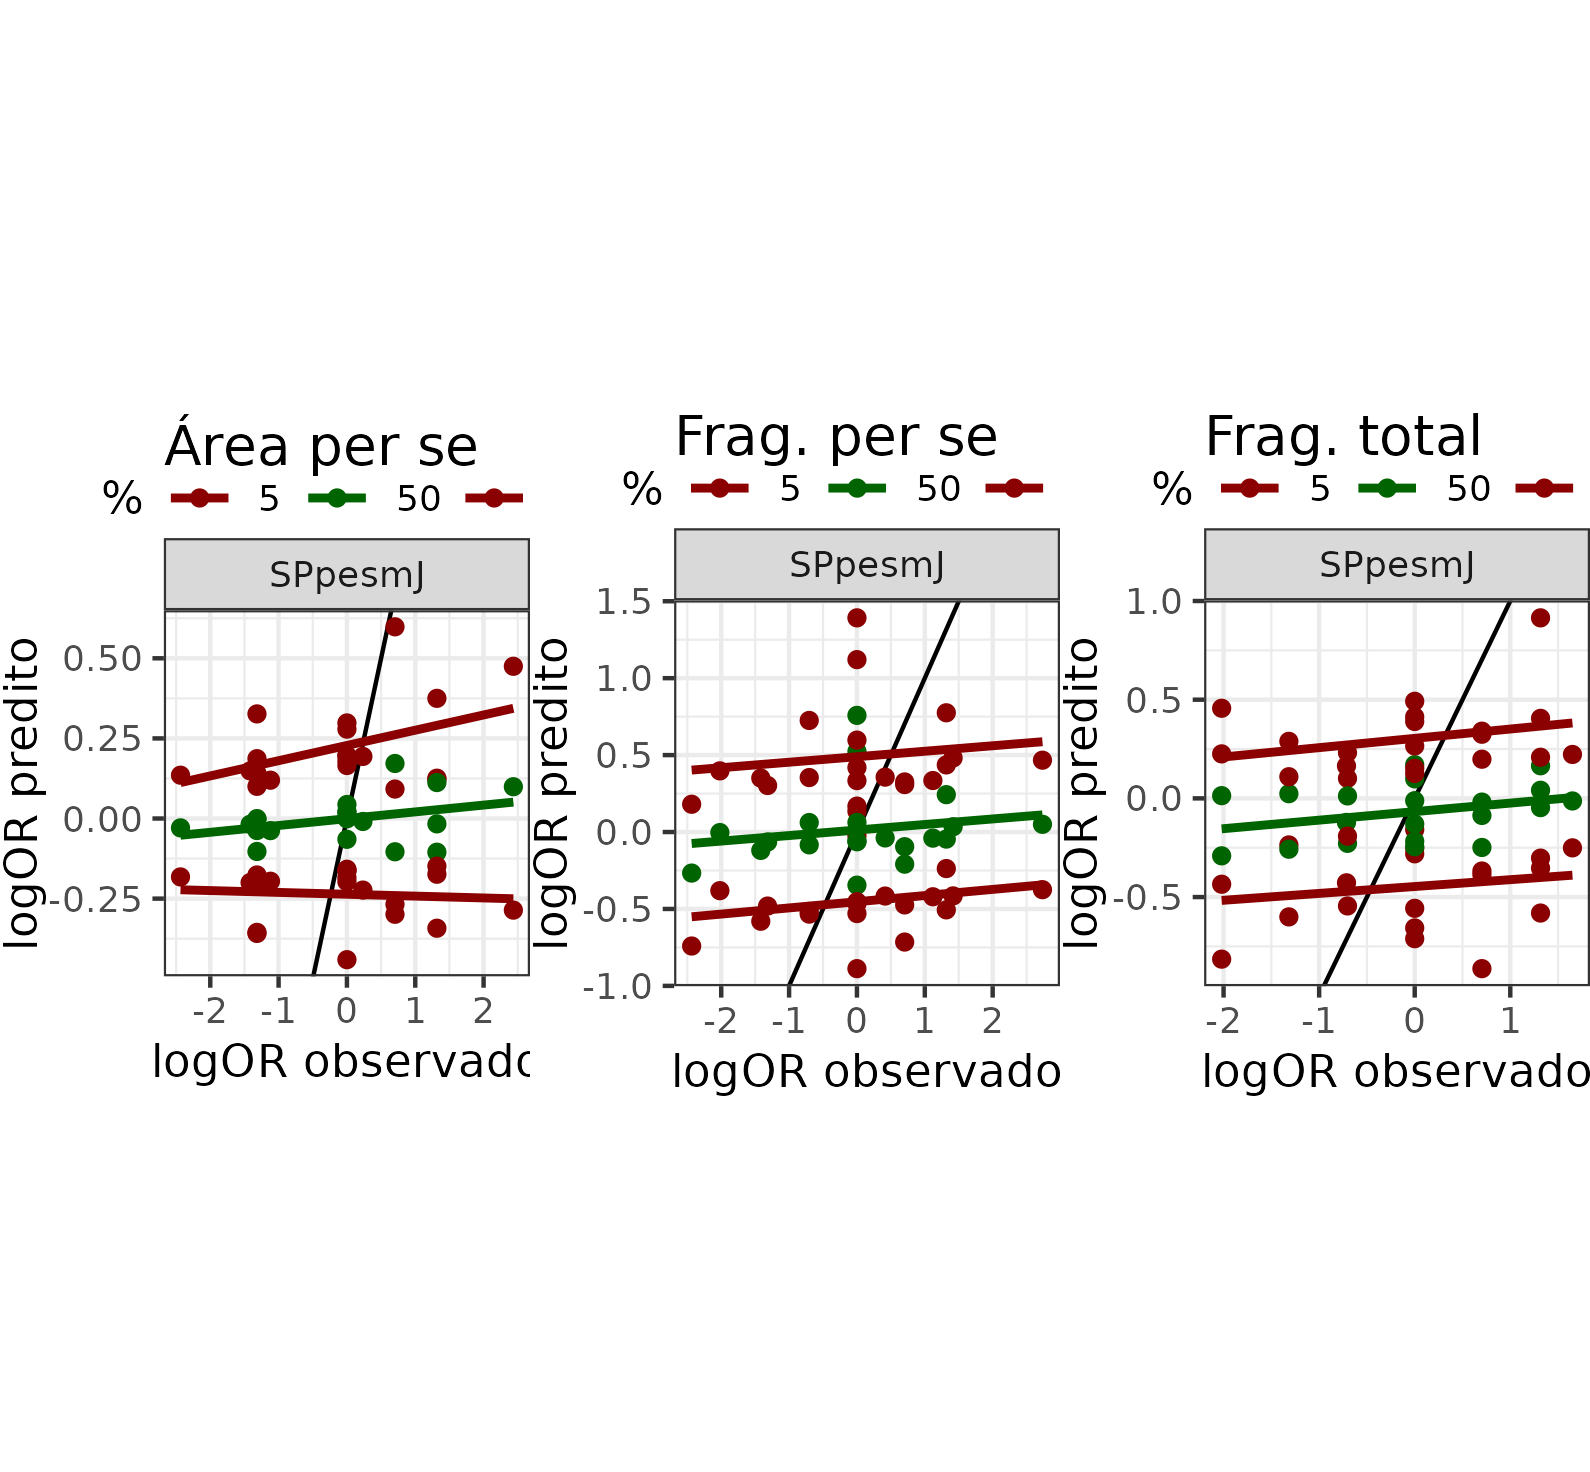 Área per se
% 5 50
SPpesmJ
logOR predito
0.50
0.25
0.00
-0.25
-2 -1 0 1 2
logOR observado
Frag. per se
% 5 50
SPpesmJ
logOR predito
1.5
1.0
0.5
0.0
-0.5
-1.0
-2 -1 0 1 2
logOR observado
Frag. total
% 5 50
SPpesmJ
logOR predito
1.0
0.5
0.0
-0.5
-2 -1 0 1
logOR observado